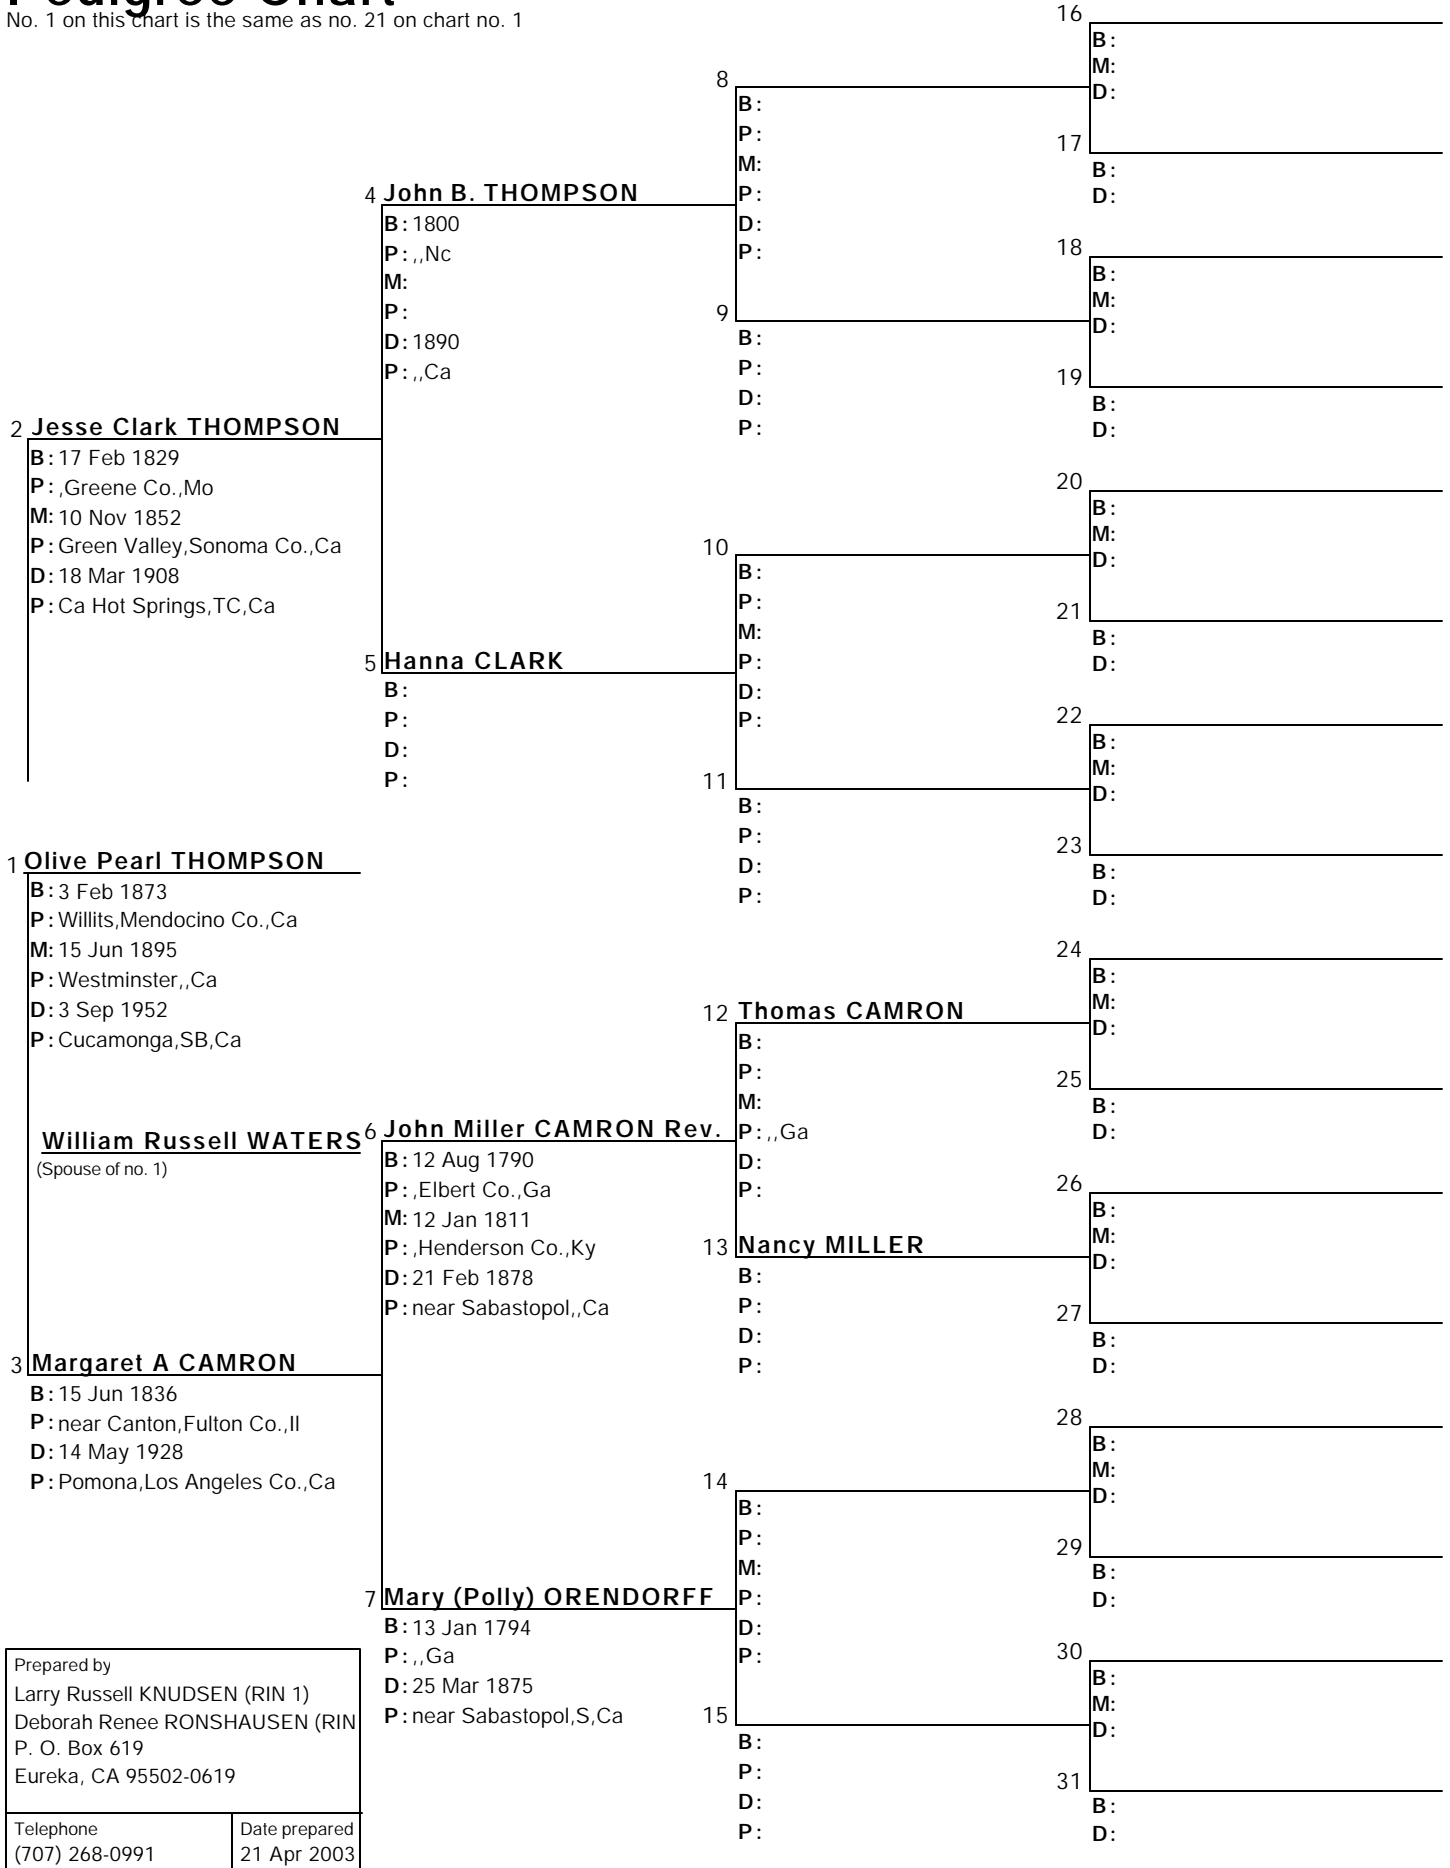 Pedigree Chart
No. 1 on this chart is the same as no. 21 on chart no. 1
16
B:
M:
D:
8
B:
P:
M:
P:
D:
P:
17
B:
D:
4 John B. THOMPSON
B: 1800
P: ,,Nc
M:
P:
D: 1890
P: ,,Ca
18
B:
M:
D:
9
B:
P:
D:
P:
19
B:
D:
2 Jesse Clark THOMPSON
B: 17 Feb 1829
P: ,Greene Co.,Mo
M: 10 Nov 1852
P: Green Valley,Sonoma Co.,Ca
D: 18 Mar 1908
P: Ca Hot Springs,TC,Ca
20
B:
M:
D:
10
B:
P:
M:
P:
D:
P:
21
B:
D:
5 Hanna CLARK
B:
P:
D:
P:
22
B:
M:
D:
11
B:
P:
D:
P:
23
B:
D:
1 Olive Pearl THOMPSON
B: 3 Feb 1873
P: Willits,Mendocino Co.,Ca
M: 15 Jun 1895
P: Westminster,,Ca
D: 3 Sep 1952
P: Cucamonga,SB,Ca
William Russell WATERS
(Spouse of no. 1)
24
B:
M:
D:
12 Thomas CAMRON
B:
P:
M:
P: ,,Ga
D:
P:
25
B:
D:
6 John Miller CAMRON Rev.
B: 12 Aug 1790
P: ,Elbert Co.,Ga
M: 12 Jan 1811
P: ,Henderson Co.,Ky
D: 21 Feb 1878
P: near Sabastopol,,Ca
26
B:
M:
D:
13 Nancy MILLER
B:
P:
D:
P:
27
B:
D:
3 Margaret A CAMRON
B: 15 Jun 1836
P: near Canton,Fulton Co.,Il
D: 14 May 1928
P: Pomona,Los Angeles Co.,Ca
28
B:
M:
D:
14
B:
P:
M:
P:
D:
P:
29
B:
D:
7 Mary (Polly) ORENDORFF
B: 13 Jan 1794
P: ,,Ga
D: 25 Mar 1875
P: near Sabastopol,S,Ca
30
B:
M:
D:
15
B:
P:
D:
P:
31
B:
D:
Prepared by
Larry Russell KNUDSEN (RIN 1)
Deborah Renee RONSHAUSEN (RIN
P. O. Box 619
Eureka, CA 95502-0619
Telephone
(707) 268-0991
Date prepared
21 Apr 2003